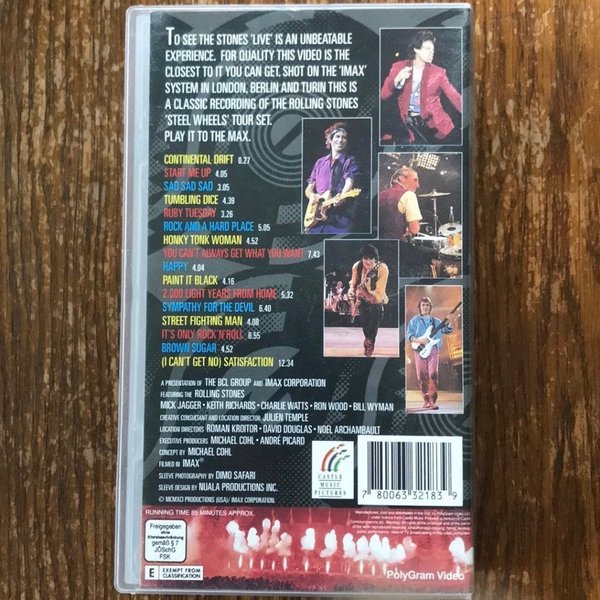 TO SEE THE STONES 'LIVE' IS AN UNBEATABLE
EXPERIENCE. FOR QUALITY THIS VIDEO IS THE
CLOSEST TO IT YOU CAN GET. SHOT ON THE 'IMAX'
SYSTEM IN LONDON, BERLIN AND TURIN THIS IS
A CLASSIC RECORDING OF THE ROLLING STONES
'STEEL WHEELS' TOUR SET.
PLAY IT TO THE MAX.
CONTINENTAL DRIFT 0.27
START ME UP 4.05
SAD SAD SAD 3.05
TUMBLING DICE 4.39
RUBY TUESDAY 3.26
ROCK AND A HARD PLACE 5.05
HONKY TONK WOMAN 4.52
YOU CAN'T ALWAYS GET WHAT YOU WANT 7.43
HAPPY 4.04
PAINT IT BLACK 4.16
2,000 LIGHT YEARS FROM HOME 5.32
SYMPATHY FOR THE DEVIL 6.40
STREET FIGHTING MAN 4.08
IT'S ONLY ROCK'N'ROLL 6.55
BROWN SUGAR 4.52
(I CAN'T GET NO) SATISFACTION 12.34
A PRESENTATION OF THE BCL GROUP AND IMAX CORPORATION
FEATURING THE ROLLING STONES
MICK JAGGER • KEITH RICHARDS • CHARLIE WATTS • RON WOOD • BILL WYMAN
CREATIVE CONSULTANT AND LOCATION DIRECTOR JULIEN TEMPLE
LOCATION DIRECTORS ROMAN KROITOR • DAVID DOUGLAS • NOEL ARCHAMBAULT
EXECUTIVE PRODUCERS MICHAEL COHL • ANDRÉ PICARD
CONCEPT BY MICHAEL COHL
FILMED IN IMAX®
SLEEVE PHOTOGRAPHY BY DIMO SAFARI
SLEEVE DESIGN BY NUALA PRODUCTIONS INC.
© MCMXCI PRODUCTIONS (USA)/ IMAX CORPORATION.
CASTLE
MUSIC
PICTURES
7 80063 32183 9
RUNNING TIME 85 MINUTES APPROX.
Freigegeben
ohne
Altersbeschränkung
gemäß § 7
JÖSchG
FSK
E EXEMPT FROM
CLASSIFICATION
PolyGram Video